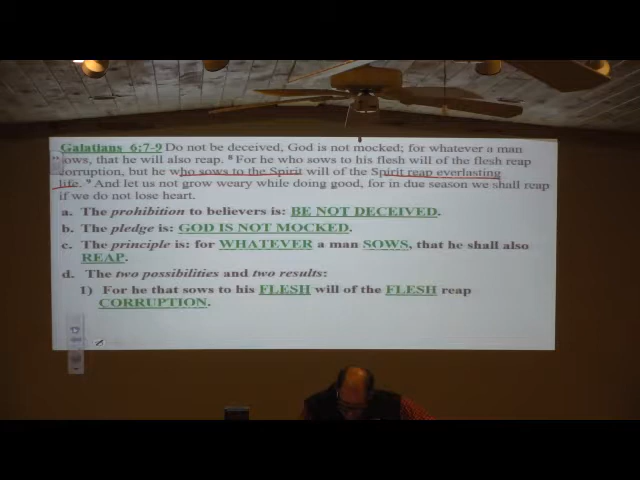 Galatians 6:7-9 Do not be deceived, God is not mocked; for whatever a man
sows, that he will also reap. 8 For he who sows to his flesh will of the flesh reap
corruption, but he who sows to the Spirit will of the Spirit reap everlasting
life. 9 And let us not grow weary while doing good, for in due season we shall reap
if we do not lose heart.
a. The prohibition to believers is: BE NOT DECEIVED.
b. The pledge is: GOD IS NOT MOCKED.
c. The principle is: for WHATEVER a man SOWS, that he shall also
REAP.
d. The two possibilities and two results:
1) For he that sows to his FLESH will of the FLESH reap
CORRUPTION.